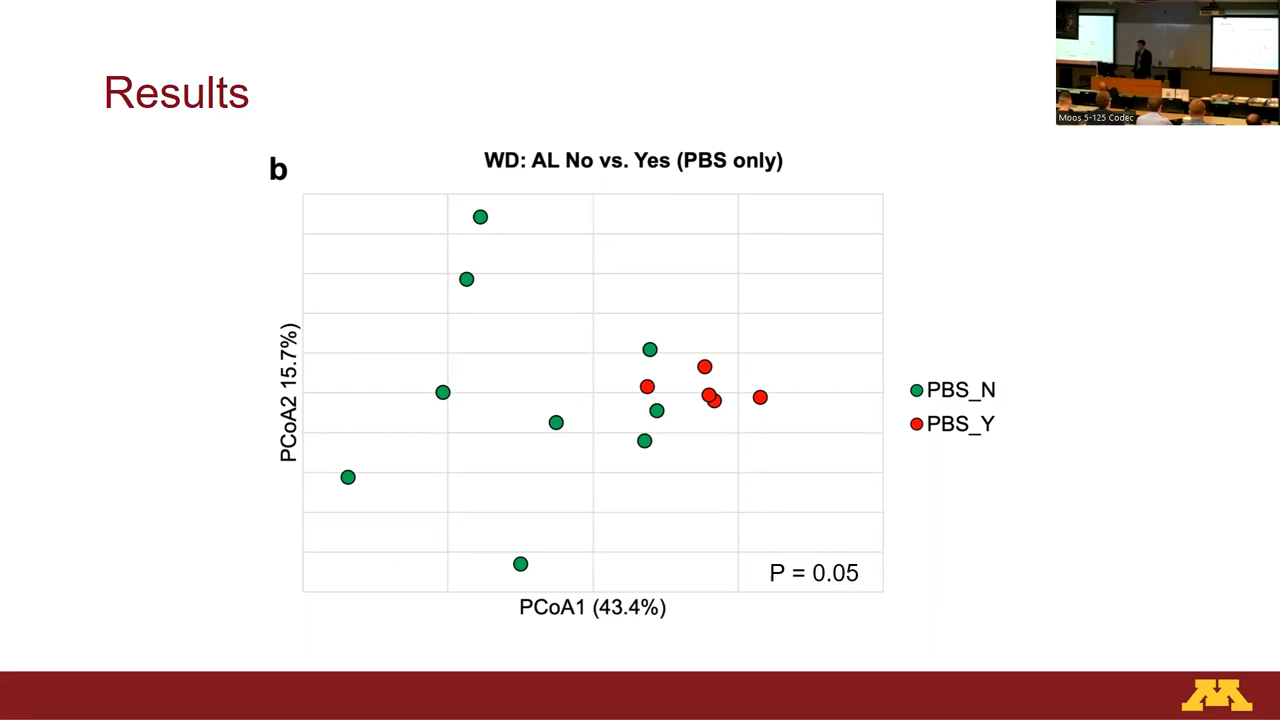 Moos 5-125 Codec
Results
b
WD: AL No vs. Yes (PBS only)
PCoA2 15.7%)
PBS_N
PBS_Y
P = 0.05
PCoA1 (43.4%)
M